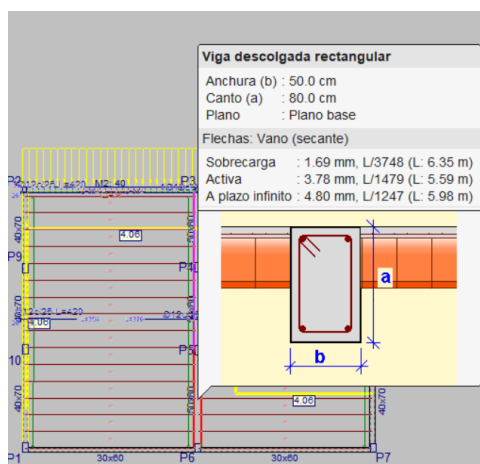 Viga descolgada rectangular
Anchura (b) : 50.0 cm
Canto (a) : 80.0 cm
Plano : Plano base
Flechas: Vano (secante)
Sobrecarga : 1.69 mm, L/3748 (L: 6.35 m)
Activa : 3.78 mm, L/1479 (L: 5.59 m)
A plazo infinito : 4.80 mm, L/1247 (L: 5.98 m)
P2
M2: 40
P3
4.06
P9
P4
a
40x70
b
4.06
10
P5
40x70
4.06
40x70
P1
30x60
P6
30x60
P7